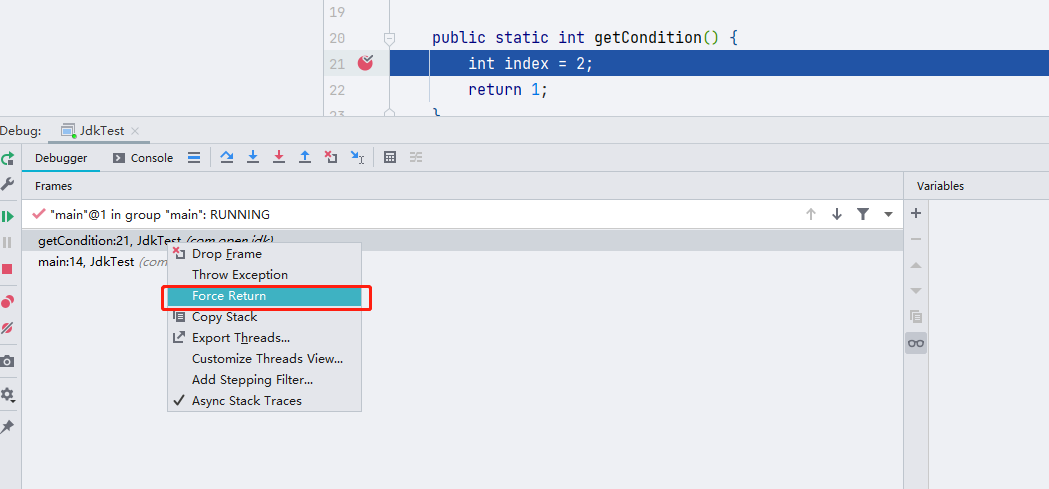 19
20 public static int getCondition() {
21 int index = 2;
22 return 1;
23 }
Debug: JdkTest
Debugger Console
Frames Variables
"main"@1 in group "main": RUNNING
getCondition:21, JdkTest (com.open.jdk)
main:14, JdkTest (com
Drop Frame
Throw Exception
Force Return
Copy Stack
Export Threads...
Customize Threads View...
Add Stepping Filter...
Async Stack Traces